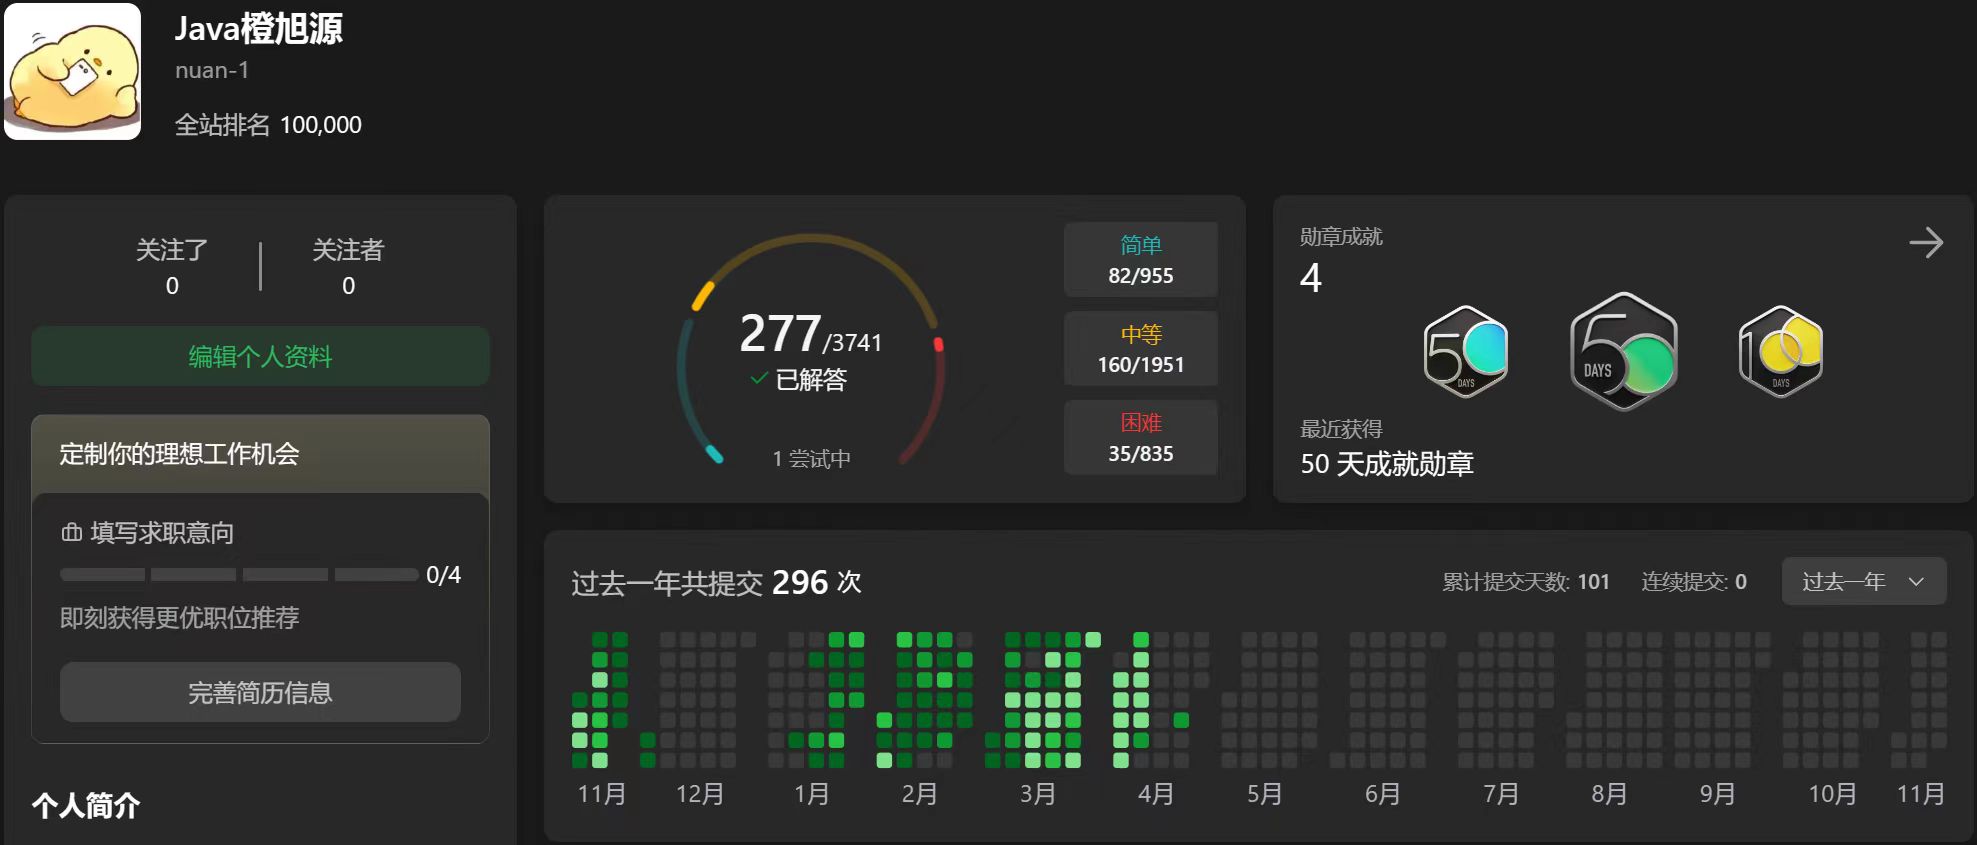 Java橙旭源
nuan-1
全站排名 100,000
关注了
0
关注者
0
编辑个人资料
定制你的理想工作机会
填写求职意向
0/4
即刻获得更优职位推荐
完善简历信息
个人简介
277/3741
已解答
1 尝试中
简单
82/955
中等
160/1951
困难
35/835
勋章成就
4
50
DAYS
50
DAYS
100
DAYS
最近获得
50 天成就勋章
过去一年共提交 296 次
累计提交天数: 101 连续提交: 0 过去一年
11月 12月 1月 2月 3月 4月 5月 6月 7月 8月 9月 10月 11月